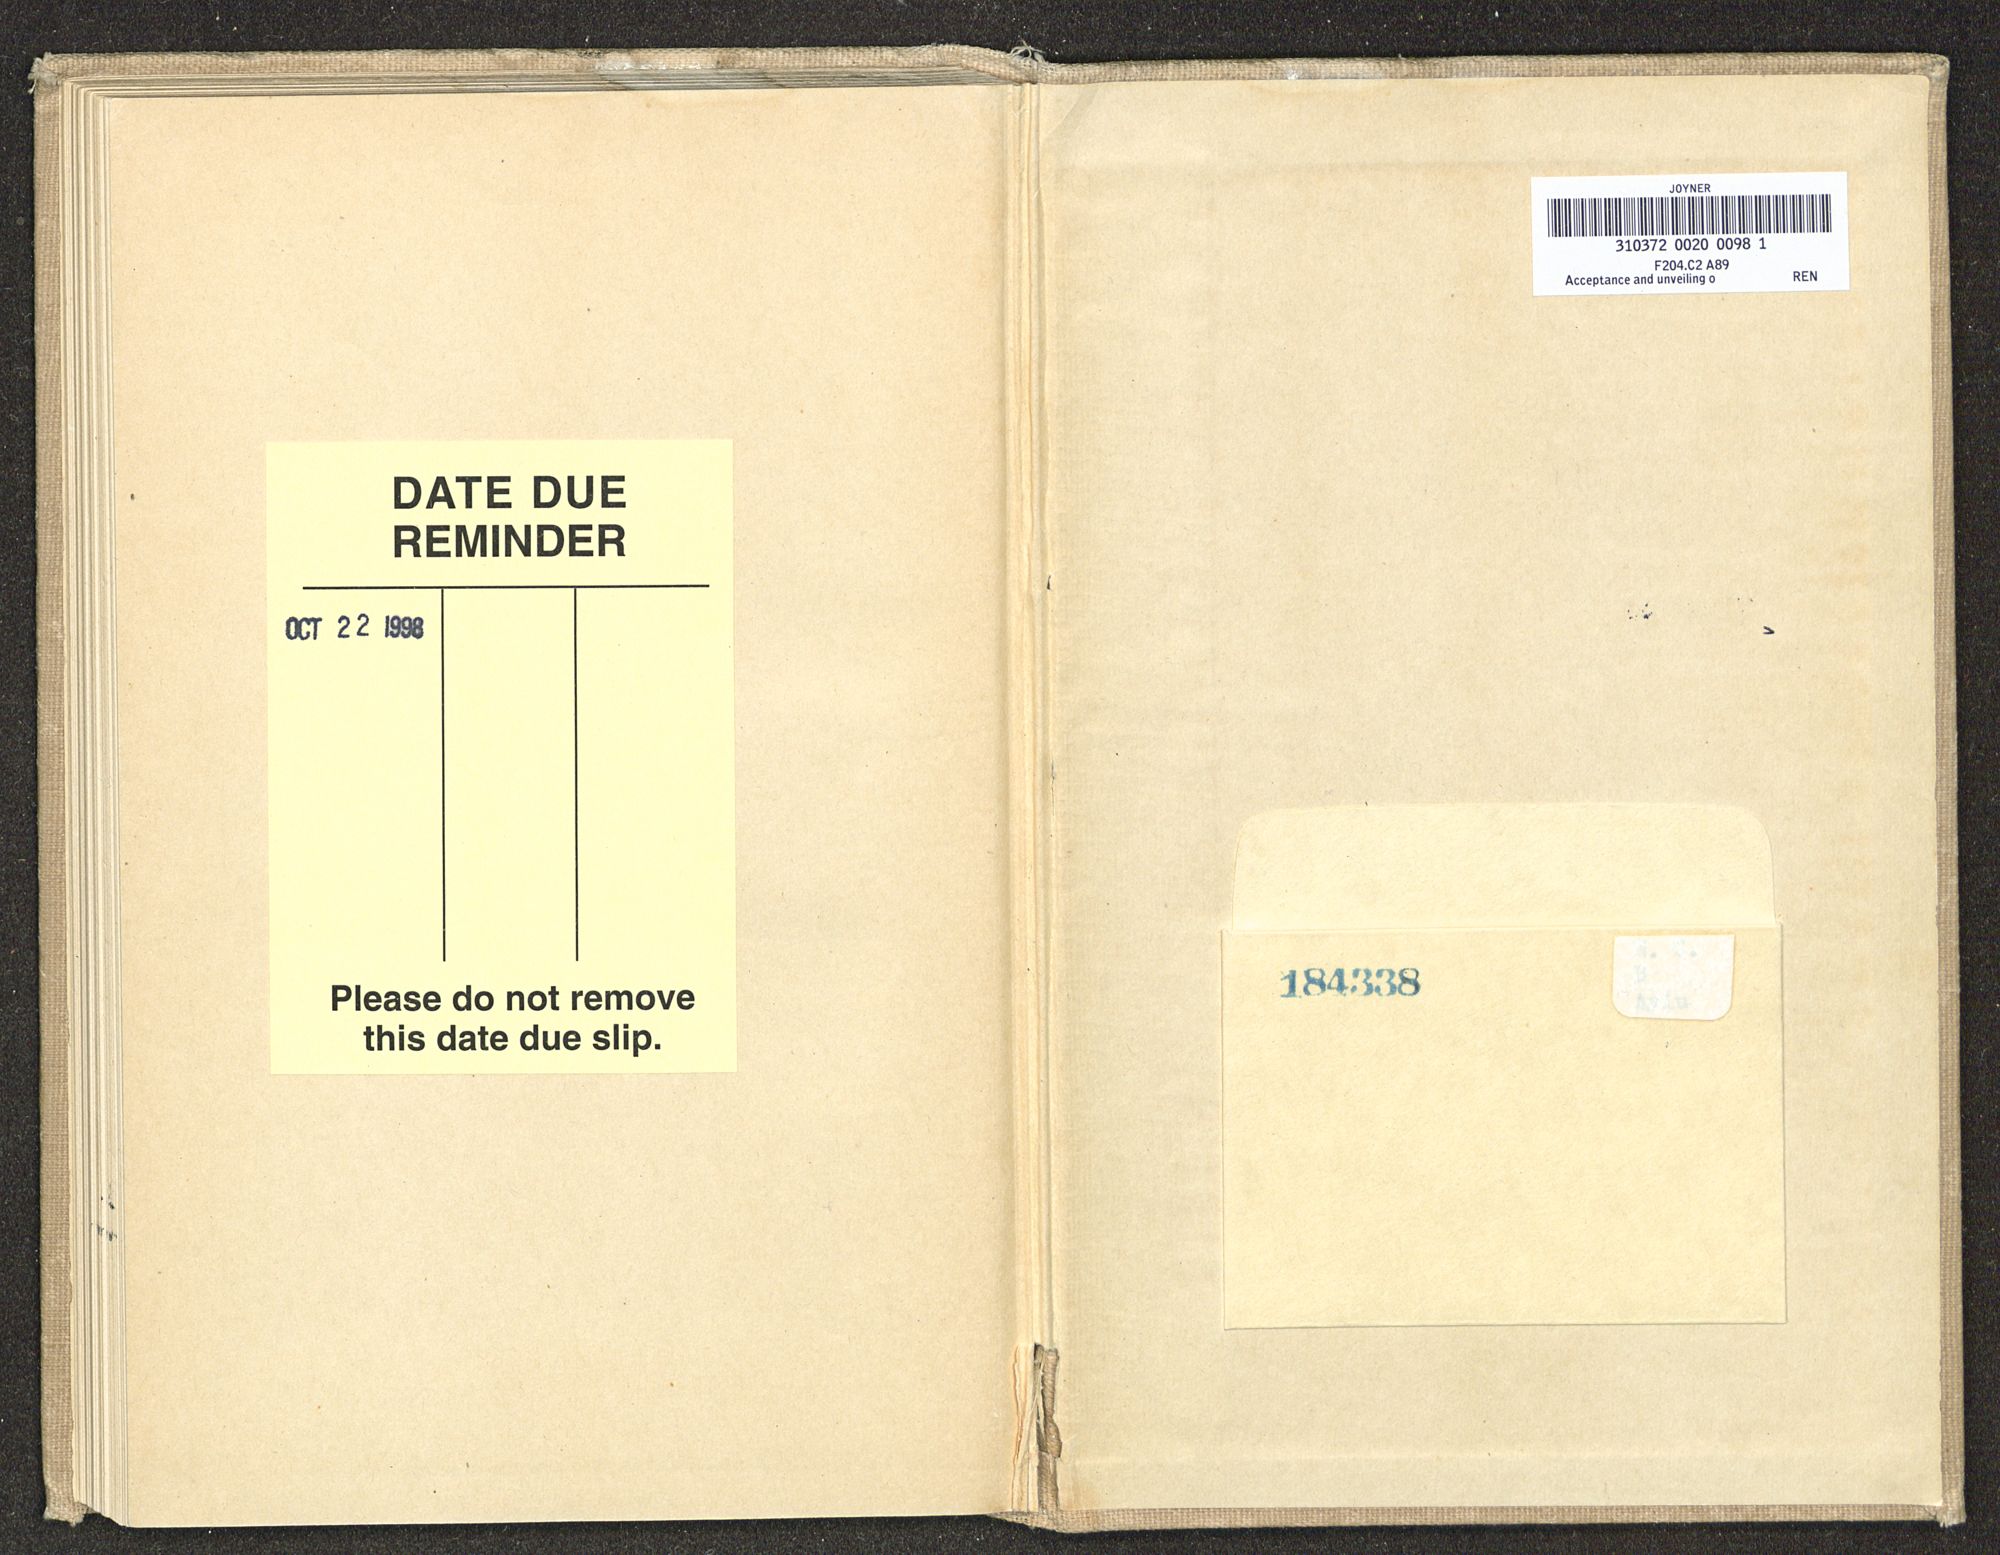 DATE DUE
REMINDER
OCT 22 1998
Please do not remove
this date due slip.
JOYNER
310372 0020 0098 1
F204.C2 A89
Acceptance and unveiling o REN
184338